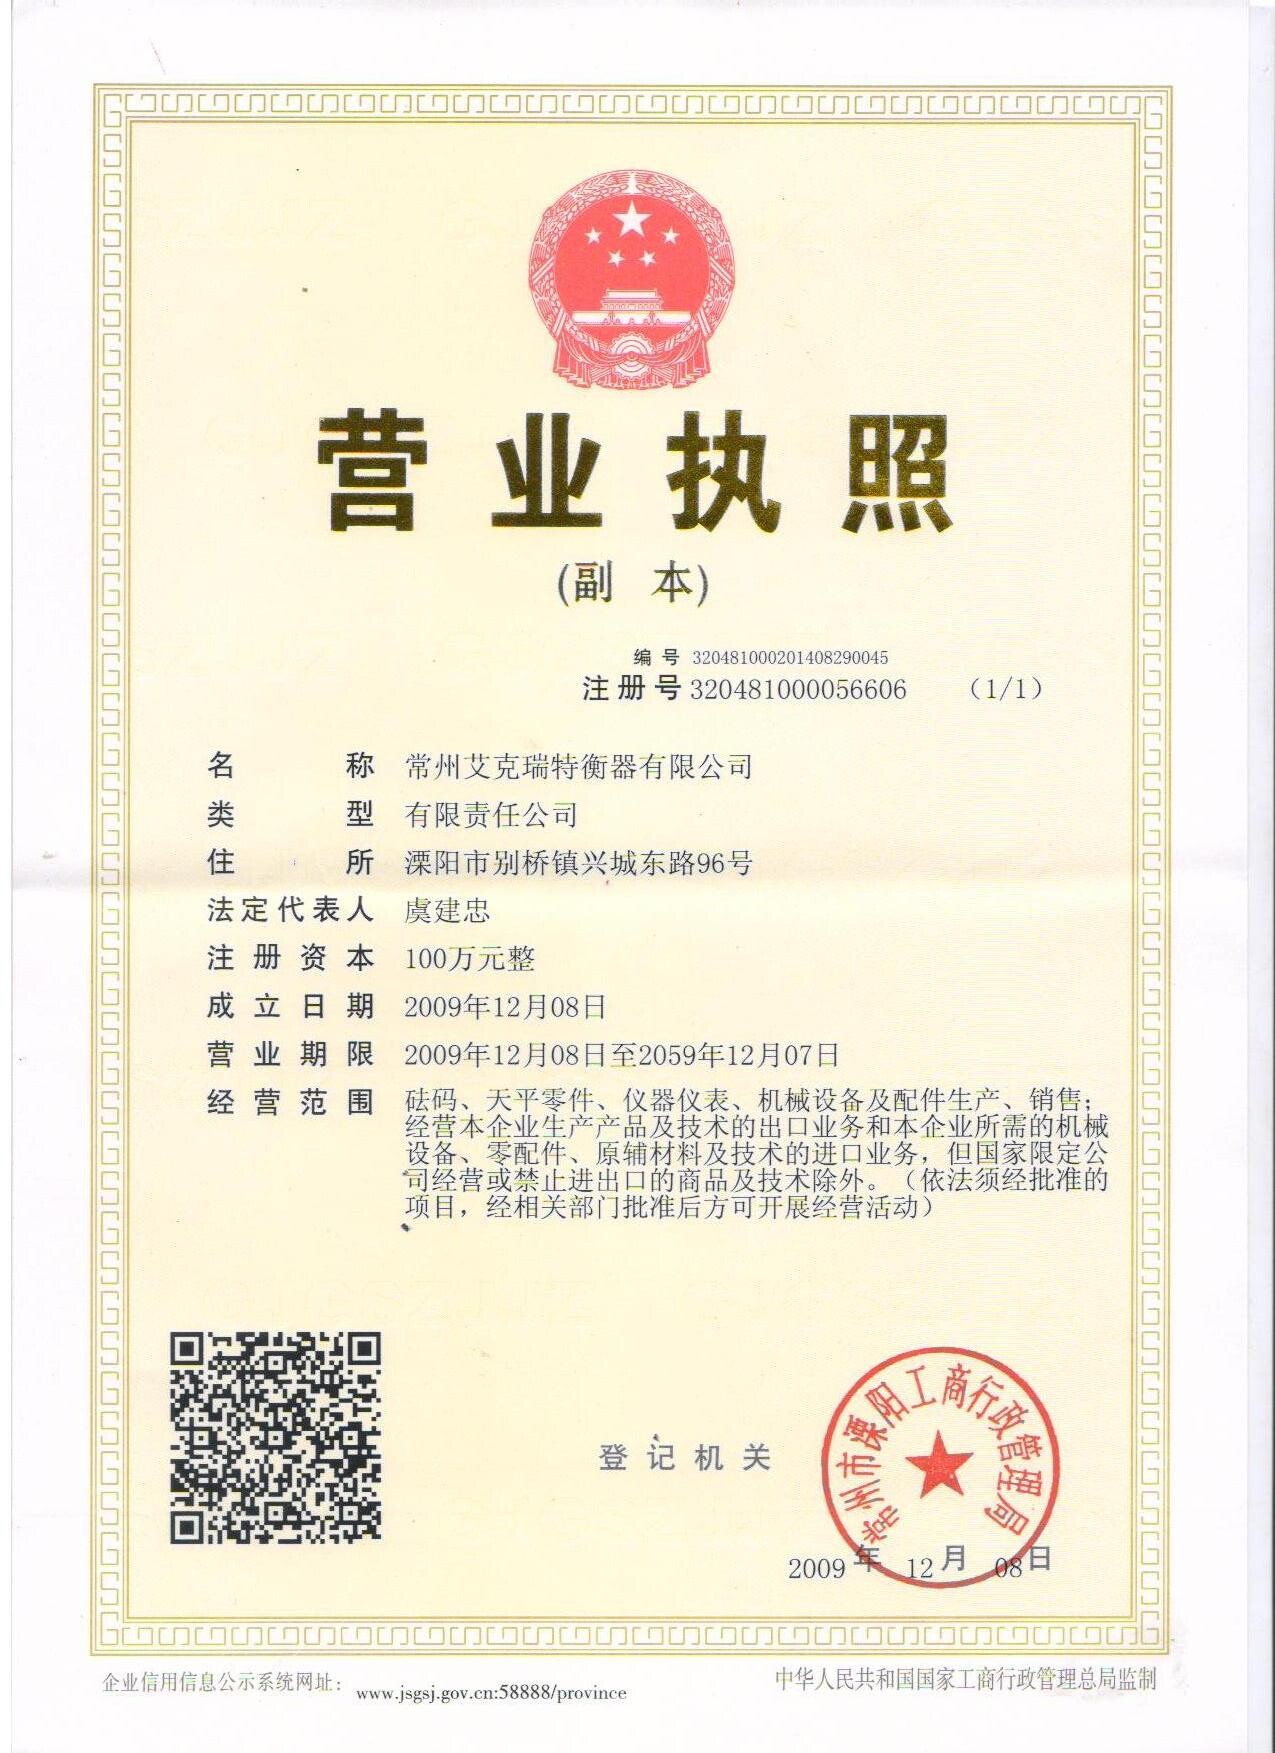 营业执照
(副 本)
编 号 320481000201408290045
注册号 320481000056606 （1/1）
名 称 常州艾克瑞特衡器有限公司
类 型 有限责任公司
住 所 溧阳市别桥镇兴城东路96号
法定代表人 虞建忠
注 册 资 本 100万元整
成 立 日 期 2009年12月08日
营 业 期 限 2009年12月08日至2059年12月07日
经 营 范 围 砝码、天平零件、仪器仪表、机械设备及配件生产、销售；
经营本企业生产产品及技术的出口业务和本企业所需的机械
设备、零配件、原辅材料及技术的进口业务，但国家限定公
司经营或禁止进出口的商品及技术除外。（依法须经批准的
项目，经相关部门批准后方可开展经营活动）
登 记 机 关
常州市溧阳工商行政管理局
2009 年 12 月 08 日
企业信用信息公示系统网址： www.jsgsj.gov.cn:58888/province
中华人民共和国国家工商行政管理总局监制